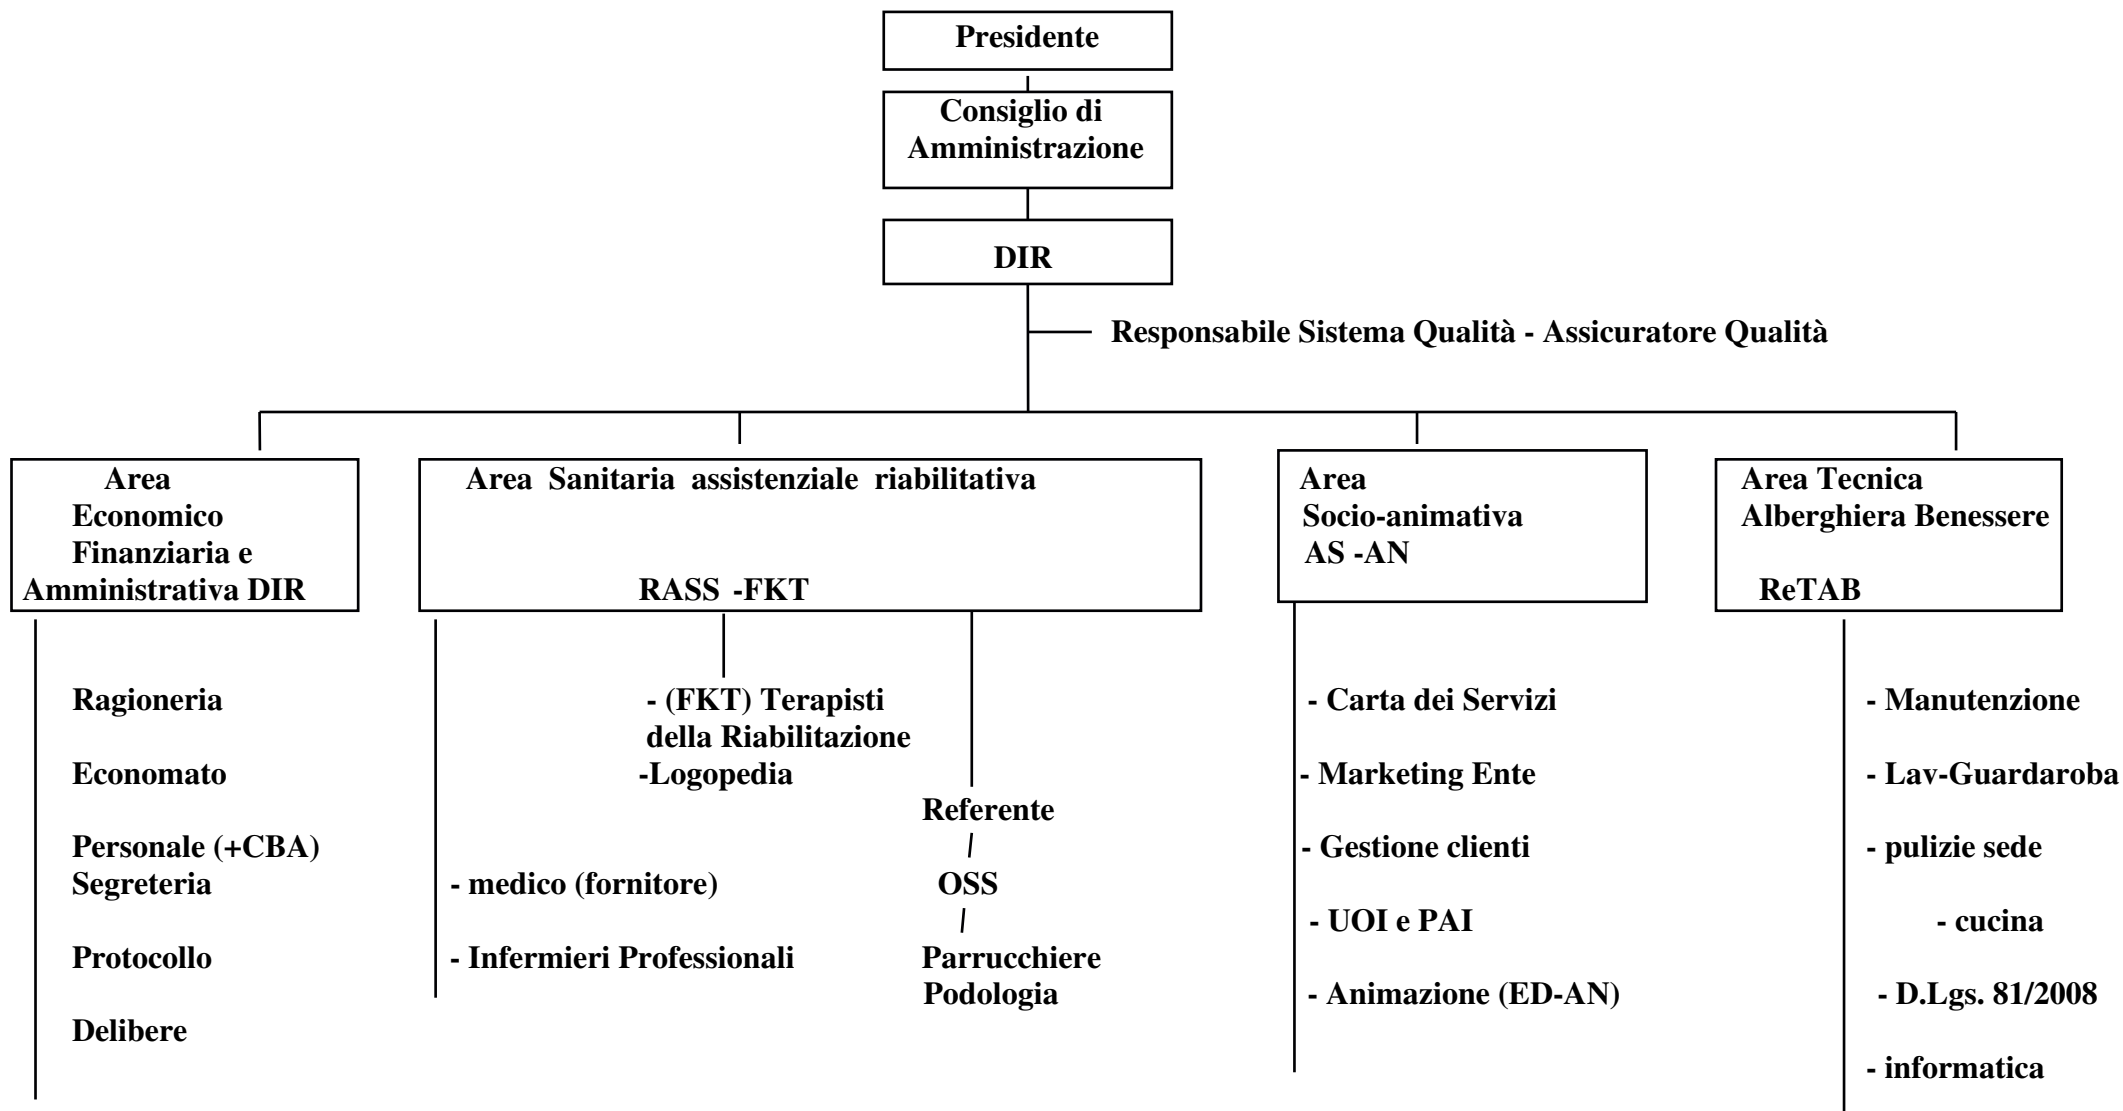 Presidente
Consiglio di
Amministrazione
DIR
Responsabile Sistema Qualità - Assicuratore Qualità
Area
Economico
Finanziaria e
Amministrativa DIR
Area Sanitaria assistenziale riabilitativa
RASS -FKT
Area
Socio-animativa
AS -AN
Area Tecnica
Alberghiera Benessere
ReTAB
Ragioneria
Economato
Personale (+CBA)
Segreteria
Protocollo
Delibere
- medico (fornitore)
- Infermieri Professionali
- (FKT) Terapisti
della Riabilitazione
-Logopedia
Referente
OSS
Parrucchiere
Podologia
- Carta dei Servizi
- Marketing Ente
- Gestione clienti
- UOI e PAI
- Animazione (ED-AN)
- Manutenzione
- Lav-Guardaroba
- pulizie sede
- cucina
- D.Lgs. 81/2008
- informatica